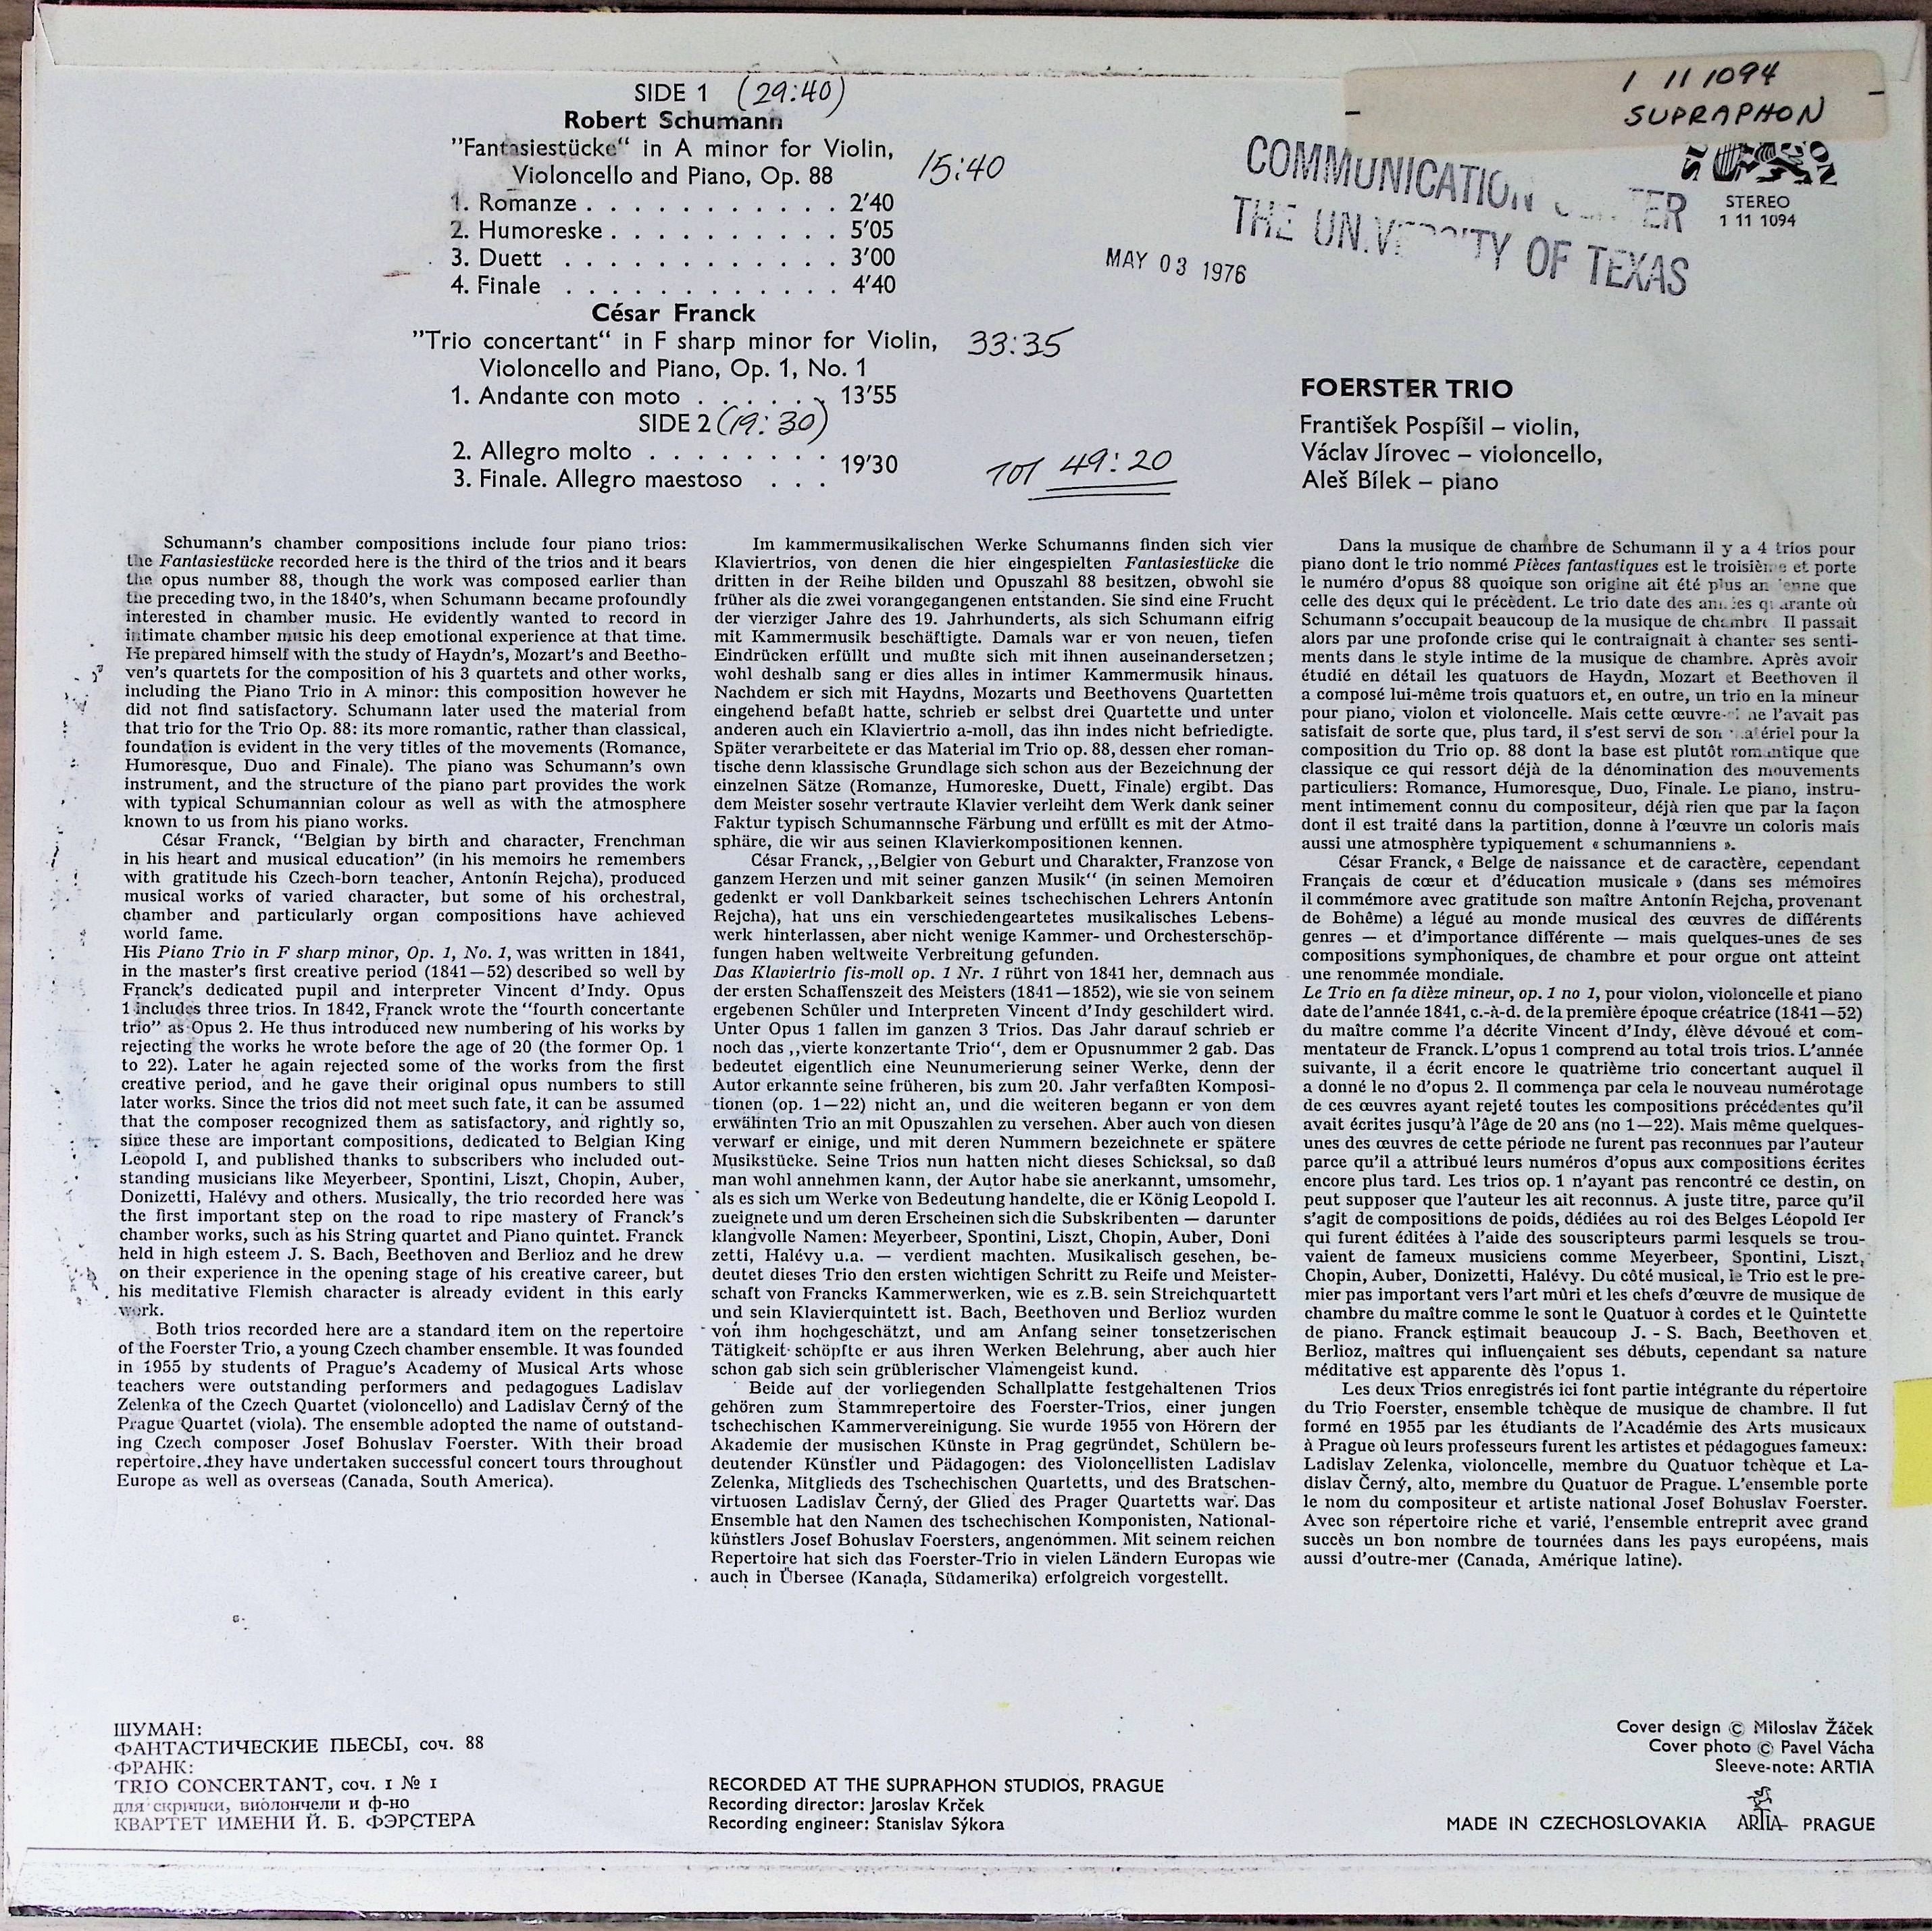 SIDE 1 (29:40)
Robert Schumann
”Fantasiestücke“ in A minor for Violin,
Violoncello and Piano, Op. 88
15:40
1. Romanze . . . . . . . . . . . 2’40
2. Humoreske . . . . . . . . . . 5’05
3. Duett . . . . . . . . . . . . 3’00
4. Finale . . . . . . . . . . . . 4’40
César Franck
”Trio concertant“ in F sharp minor for Violin,
33:35
Violoncello and Piano, Op. 1, No. 1
1. Andante con moto . . . . . . 13’55
SIDE 2 (19:30)
2. Allegro molto . . . . . . . .
19’30
3. Finale. Allegro maestoso . . .
TOT 49:20
1 11 1094
SUPRAPHON
COMMUNICATION CENTER
THE UNIVERSITY OF TEXAS
MAY 03 1976
STEREO
1 11 1094
FOERSTER TRIO
František Pospíšil – violin,
Václav Jírovec – violoncello,
Aleš Bílek – piano
Schumann’s chamber compositions include four piano trios:
the Fantasiestücke recorded here is the third of the trios and it bears
the opus number 88, though the work was composed earlier than
the preceding two, in the 1840’s, when Schumann became profoundly
interested in chamber music. He evidently wanted to record in
intimate chamber music his deep emotional experience at that time.
He prepared himself with the study of Haydn’s, Mozart’s and Beetho-
ven’s quartets for the composition of his 3 quartets and other works,
including the Piano Trio in A minor: this composition however he
did not find satisfactory. Schumann later used the material from
that trio for the Trio Op. 88: its more romantic, rather than classical,
foundation is evident in the very titles of the movements (Romance,
Humoresque, Duo and Finale). The piano was Schumann’s own
instrument, and the structure of the piano part provides the work
with typical Schumannian colour as well as with the atmosphere
known to us from his piano works.
César Franck, “Belgian by birth and character, Frenchman
in his heart and musical education” (in his memoirs he remembers
with gratitude his Czech-born teacher, Antonín Rejcha), produced
musical works of varied character, but some of his orchestral,
chamber and particularly organ compositions have achieved
world fame.
His Piano Trio in F sharp minor, Op. 1, No. 1, was written in 1841,
in the master’s first creative period (1841—52) described so well by
Franck’s dedicated pupil and interpreter Vincent d’Indy. Opus
1 includes three trios. In 1842, Franck wrote the “fourth concertante
trio” as Opus 2. He thus introduced new numbering of his works by
rejecting the works he wrote before the age of 20 (the former Op. 1
to 22). Later he again rejected some of the works from the first
creative period, and he gave their original opus numbers to still
later works. Since the trios did not meet such fate, it can be assumed
that the composer recognized them as satisfactory, and rightly so,
since these are important compositions, dedicated to Belgian King
Leopold I, and published thanks to subscribers who included out-
standing musicians like Meyerbeer, Spontini, Liszt, Chopin, Auber,
Donizetti, Halévy and others. Musically, the trio recorded here was
the first important step on the road to ripe mastery of Franck’s
chamber works, such as his String quartet and Piano quintet. Franck
held in high esteem J. S. Bach, Beethoven and Berlioz and he drew
on their experience in the opening stage of his creative career, but
his meditative Flemish character is already evident in this early
work.
Both trios recorded here are a standard item on the repertoire
of the Foerster Trio, a young Czech chamber ensemble. It was founded
in 1955 by students of Prague’s Academy of Musical Arts whose
teachers were outstanding performers and pedagogues Ladislav
Zelenka of the Czech Quartet (violoncello) and Ladislav Černý of the
Prague Quartet (viola). The ensemble adopted the name of outstand-
ing Czech composer Josef Bohuslav Foerster. With their broad
repertoire they have undertaken successful concert tours throughout
Europe as well as overseas (Canada, South America).
Im kammermusikalischen Werke Schumanns finden sich vier
Klaviertrios, von denen die hier eingespielten Fantasiestücke die
dritten in der Reihe bilden und Opuszahl 88 besitzen, obwohl sie
früher als die zwei vorangegangenen entstanden. Sie sind eine Frucht
der vierziger Jahre des 19. Jahrhunderts, als sich Schumann eifrig
mit Kammermusik beschäftigte. Damals war er von neuen, tiefen
Eindrücken erfüllt und mußte sich mit ihnen auseinandersetzen;
wohl deshalb sang er dies alles in intimer Kammermusik hinaus.
Nachdem er sich mit Haydns, Mozarts und Beethovens Quartetten
eingehend befaßt hatte, schrieb er selbst drei Quartette und unter
anderen auch ein Klaviertrio a-moll, das ihn indes nicht befriedigte.
Später verarbeitete er das Material im Trio op. 88, dessen eher roman-
tische denn klassische Grundlage sich schon aus der Bezeichnung der
einzelnen Sätze (Romanze, Humoreske, Duett, Finale) ergibt. Das
dem Meister sosehr vertraute Klavier verleiht dem Werk dank seiner
Faktur typisch Schumannsche Färbung und erfüllt es mit der Atmo-
sphäre, die wir aus seinen Klavierkompositionen kennen.
César Franck, ,,Belgier von Geburt und Charakter, Franzose von
ganzem Herzen und mit seiner ganzen Musik“ (in seinen Memoiren
gedenkt er voll Dankbarkeit seines tschechischen Lehrers Antonín
Rejcha), hat uns ein verschiedengeartetes musikalisches Lebens-
werk hinterlassen, aber nicht wenige Kammer- und Orchesterschöp-
fungen haben weltweite Verbreitung gefunden.
Das Klaviertrio fis-moll op. 1 Nr. 1 rührt von 1841 her, demnach aus
der ersten Schaffenszeit des Meisters (1841—1852), wie sie von seinem
ergebenen Schüler und Interpreten Vincent d’Indy geschildert wird.
Unter Opus 1 fallen im ganzen 3 Trios. Das Jahr darauf schrieb er
noch das ,,vierte konzertante Trio“, dem er Opusnummer 2 gab. Das
bedeutet eigentlich eine Neunumerierung seiner Werke, denn der
Autor erkannte seine früheren, bis zum 20. Jahr verfaßten Komposi-
tionen (op. 1—22) nicht an, und die weiteren begann er von dem
erwähnten Trio an mit Opuszahlen zu versehen. Aber auch von diesen
verwarf er einige, und mit deren Nummern bezeichnete er spätere
Musikstücke. Seine Trios nun hatten nicht dieses Schicksal, so daß
man wohl annehmen kann, der Autor habe sie anerkannt, umsomehr,
als es sich um Werke von Bedeutung handelte, die er König Leopold I.
zueignete und um deren Erscheinen sich die Subskribenten — darunter
klangvolle Namen: Meyerbeer, Spontini, Liszt, Chopin, Auber, Doni
zetti, Halévy u.a. — verdient machten. Musikalisch gesehen, be-
deutet dieses Trio den ersten wichtigen Schritt zu Reife und Meister-
schaft von Francks Kammerwerken, wie es z.B. sein Streichquartett
und sein Klavierquintett ist. Bach, Beethoven und Berlioz wurden
von ihm hochgeschätzt, und am Anfang seiner tonsetzerischen
Tätigkeit schöpfte er aus ihren Werken Belehrung, aber auch hier
schon gab sich sein grüblerischer Vlamengeist kund.
Beide auf der vorliegenden Schallplatte festgehaltenen Trios
gehören zum Stammrepertoire des Foerster-Trios, einer jungen
tschechischen Kammervereinigung. Sie wurde 1955 von Hörern der
Akademie der musischen Künste in Prag gegründet, Schülern be-
deutender Künstler und Pädagogen: des Violoncellisten Ladislav
Zelenka, Mitglieds des Tschechischen Quartetts, und des Bratschen-
virtuosen Ladislav Černý, der Glied des Prager Quartetts war. Das
Ensemble hat den Namen des tschechischen Komponisten, National-
künstlers Josef Bohuslav Foersters, angenommen. Mit seinem reichen
Repertoire hat sich das Foerster-Trio in vielen Ländern Europas wie
auch in Übersee (Kanada, Südamerika) erfolgreich vorgestellt.
Dans la musique de chambre de Schumann il y a 4 trios pour
piano dont le trio nommé Pièces fantastiques est le troisième et porte
le numéro d’opus 88 quoique son origine ait été plus ancienne que
celle des deux qui le précèdent. Le trio date des années quarante où
Schumann s’occupait beaucoup de la musique de chambre Il passait
alors par une profonde crise qui le contraignait à chanter ses senti-
ments dans le style intime de la musique de chambre. Après avoir
étudié en détail les quatuors de Haydn, Mozart et Beethoven il
a composé lui-même trois quatuors et, en outre, un trio en la mineur
pour piano, violon et violoncelle. Mais cette œuvre-ci ne l’avait pas
satisfait de sorte que, plus tard, il s’est servi de son matériel pour la
composition du Trio op. 88 dont la base est plutôt romantique que
classique ce qui ressort déjà de la dénomination des mouvements
particuliers: Romance, Humoresque, Duo, Finale. Le piano, instru-
ment intimement connu du compositeur, déjà rien que par la façon
dont il est traité dans la partition, donne à l’œuvre un coloris mais
aussi une atmosphère typiquement « schumanniens ».
César Franck, « Belge de naissance et de caractère, cependant
Français de cœur et d’éducation musicale » (dans ses mémoires
il commémore avec gratitude son maître Antonín Rejcha, provenant
de Bohême) a légué au monde musical des œuvres de différents
genres — et d’importance différente — mais quelques-unes de ses
compositions symphoniques, de chambre et pour orgue ont atteint
une renommée mondiale.
Le Trio en fa dièze mineur, op. 1 no 1, pour violon, violoncelle et piano
date de l’année 1841, c.-à-d. de la première époque créatrice (1841—52)
du maître comme l’a décrite Vincent d’Indy, élève dévoué et com-
mentateur de Franck. L’opus 1 comprend au total trois trios. L’année
suivante, il a écrit encore le quatrième trio concertant auquel il
a donné le no d’opus 2. Il commença par cela le nouveau numérotage
de ces œuvres ayant rejeté toutes les compositions précédentes qu’il
avait écrites jusqu’à l’âge de 20 ans (no 1—22). Mais même quelques-
unes des œuvres de cette période ne furent pas reconnues par l’auteur
parce qu’il a attribué leurs numéros d’opus aux compositions écrites
encore plus tard. Les trios op. 1 n’ayant pas rencontré ce destin, on
peut supposer que l’auteur les ait reconnus. A juste titre, parce qu’il
s’agit de compositions de poids, dédiées au roi des Belges Léopold Ier
qui furent éditées à l’aide des souscripteurs parmi lesquels se trou-
vaient de fameux musiciens comme Meyerbeer, Spontini, Liszt,
Chopin, Auber, Donizetti, Halévy. Du côté musical, le Trio est le pre-
mier pas important vers l’art mûri et les chefs d’œuvre de musique de
chambre du maître comme le sont le Quatuor à cordes et le Quintette
de piano. Franck estimait beaucoup J. - S. Bach, Beethoven et
Berlioz, maîtres qui influençaient ses débuts, cependant sa nature
méditative est apparente dès l’opus 1.
Les deux Trios enregistrés ici font partie intégrante du répertoire
du Trio Foerster, ensemble tchèque de musique de chambre. Il fut
formé en 1955 par les étudiants de l’Académie des Arts musicaux
à Prague où leurs professeurs furent les artistes et pédagogues fameux:
Ladislav Zelenka, violoncelle, membre du Quatuor tchèque et La-
dislav Černý, alto, membre du Quatuor de Prague. L’ensemble porte
le nom du compositeur et artiste national Josef Bohuslav Foerster.
Avec son répertoire riche et varié, l’ensemble entreprit avec grand
succès un bon nombre de tournées dans les pays européens, mais
aussi d’outre-mer (Canada, Amérique latine).
ШУМАН:
ФАНТАСТИЧЕСКИЕ ПЬЕСЫ, соч. 88
ФРАНК:
TRIO CONCERTANT, соч. 1 № 1
для скрипки, виолончели и ф-но
КВАРТЕТ ИМЕНИ Й. Б. ФЭРСТЕРА
RECORDED AT THE SUPRAPHON STUDIOS, PRAGUE
Recording director: Jaroslav Krček
Recording engineer: Stanislav Sýkora
Cover design © Miloslav Žáček
Cover photo © Pavel Vácha
Sleeve-note: ARTIA
MADE IN CZECHOSLOVAKIA ARTIA PRAGUE